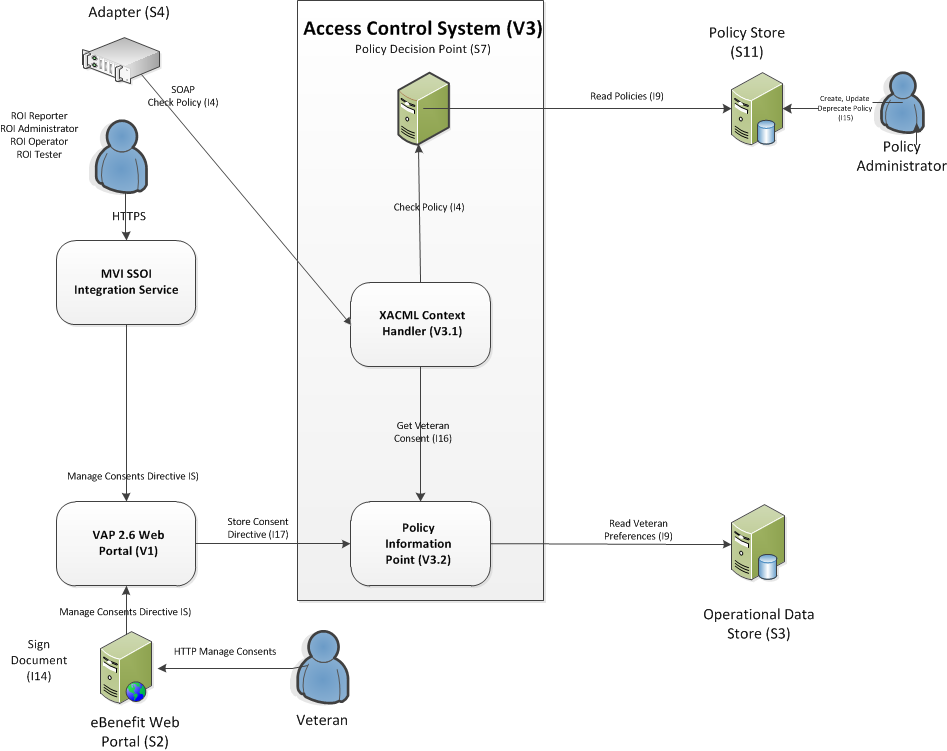 Adapter (S4)
SOAP
Check Policy (I4)
ROI Reporter
ROI Administrator
ROI Operator
ROI Tester
HTTPS
MVI SSOI
Integration Service
Manage Consents Directive IS)
VAP 2.6 Web
Portal (V1)
Manage Consents Directive IS)
Sign
Document
(I14)
eBenefit Web
Portal (S2)
HTTP Manage Consents
Veteran
Store Consent
Directive (I17)
Access Control System (V3)
Policy Decision Point (S7)
Check Policy (I4)
XACML Context
Handler (V3.1)
Get Veteran
Consent (I16)
Policy
Information
Point (V3.2)
Read Policies (I9)
Policy Store
(S11)
Create, Update
Deprecate Policy
(I15)
Policy
Administrator
Read Veteran
Preferences (I9)
Operational Data
Store (S3)